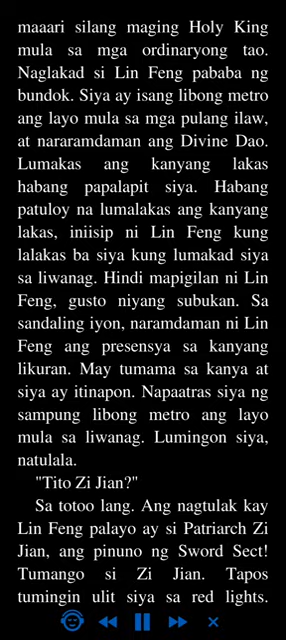 maaari silang maging Holy King
mula sa mga ordinaryong tao.
Naglakad si Lin Feng pababa ng
bundok. Siya ay isang libong metro
ang layo mula sa mga pulang ilaw,
at nararamdaman ang Divine Dao.
Lumakas ang kanyang lakas
habang papalapit siya. Habang
patuloy na lumalakas ang kanyang
lakas, iniisip ni Lin Feng kung
lalakas ba siya kung lumakad siya
sa liwanag. Hindi mapigilan ni Lin
Feng, gusto niyang subukan. Sa
sandaling iyon, naramdaman ni Lin
Feng ang presensya sa kanyang
likuran. May tumama sa kanya at
siya ay itinapon. Napaatras siya ng
sampung libong metro ang layo
mula sa liwanag. Lumingon siya,
natulala.
"Tito Zi Jian?"
Sa totoo lang. Ang nagtulak kay
Lin Feng palayo ay si Patriarch Zi
Jian, ang pinuno ng Sword Sect!
Tumango si Zi Jian. Tapos
tumingin ulit siya sa red lights.